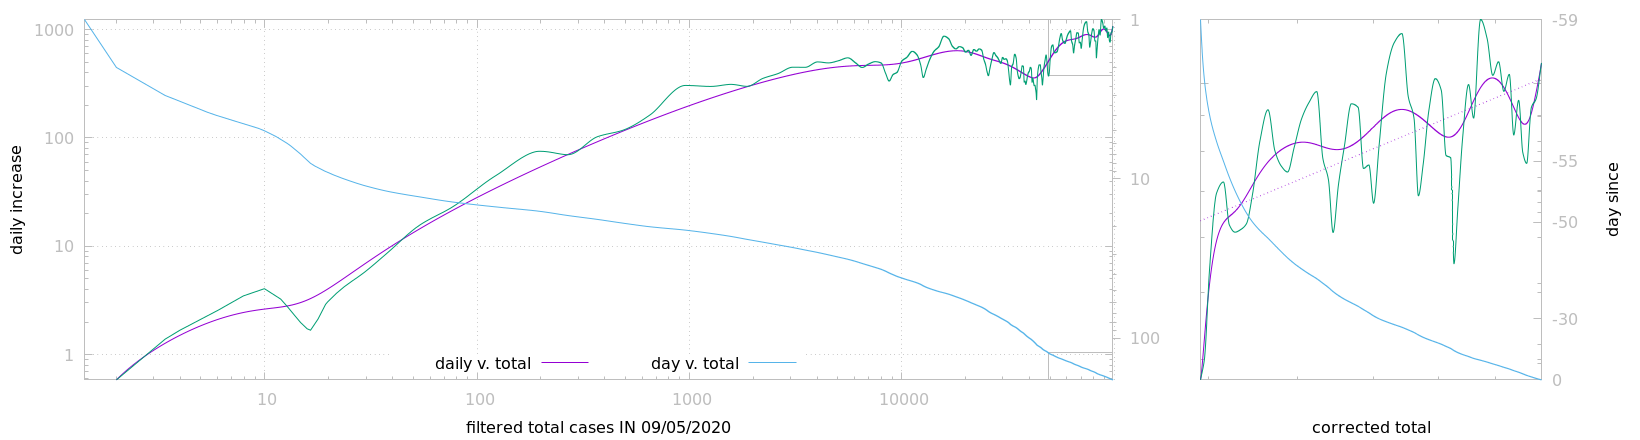 1000
100
10
1
daily increase
10
100
1000
10000
filtered total cases IN 09/05/2020
daily v. total
day v. total
1
10
100
-59
-55
-50
-30
0
day since
corrected total